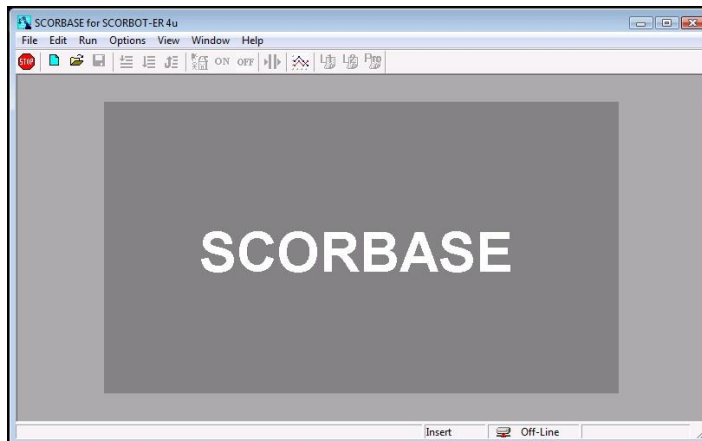 SCORBASE for SCORBOT-ER 4u
File Edit Run Options View Window Help
STOP ON OFF
SCORBASE
Insert Off-Line